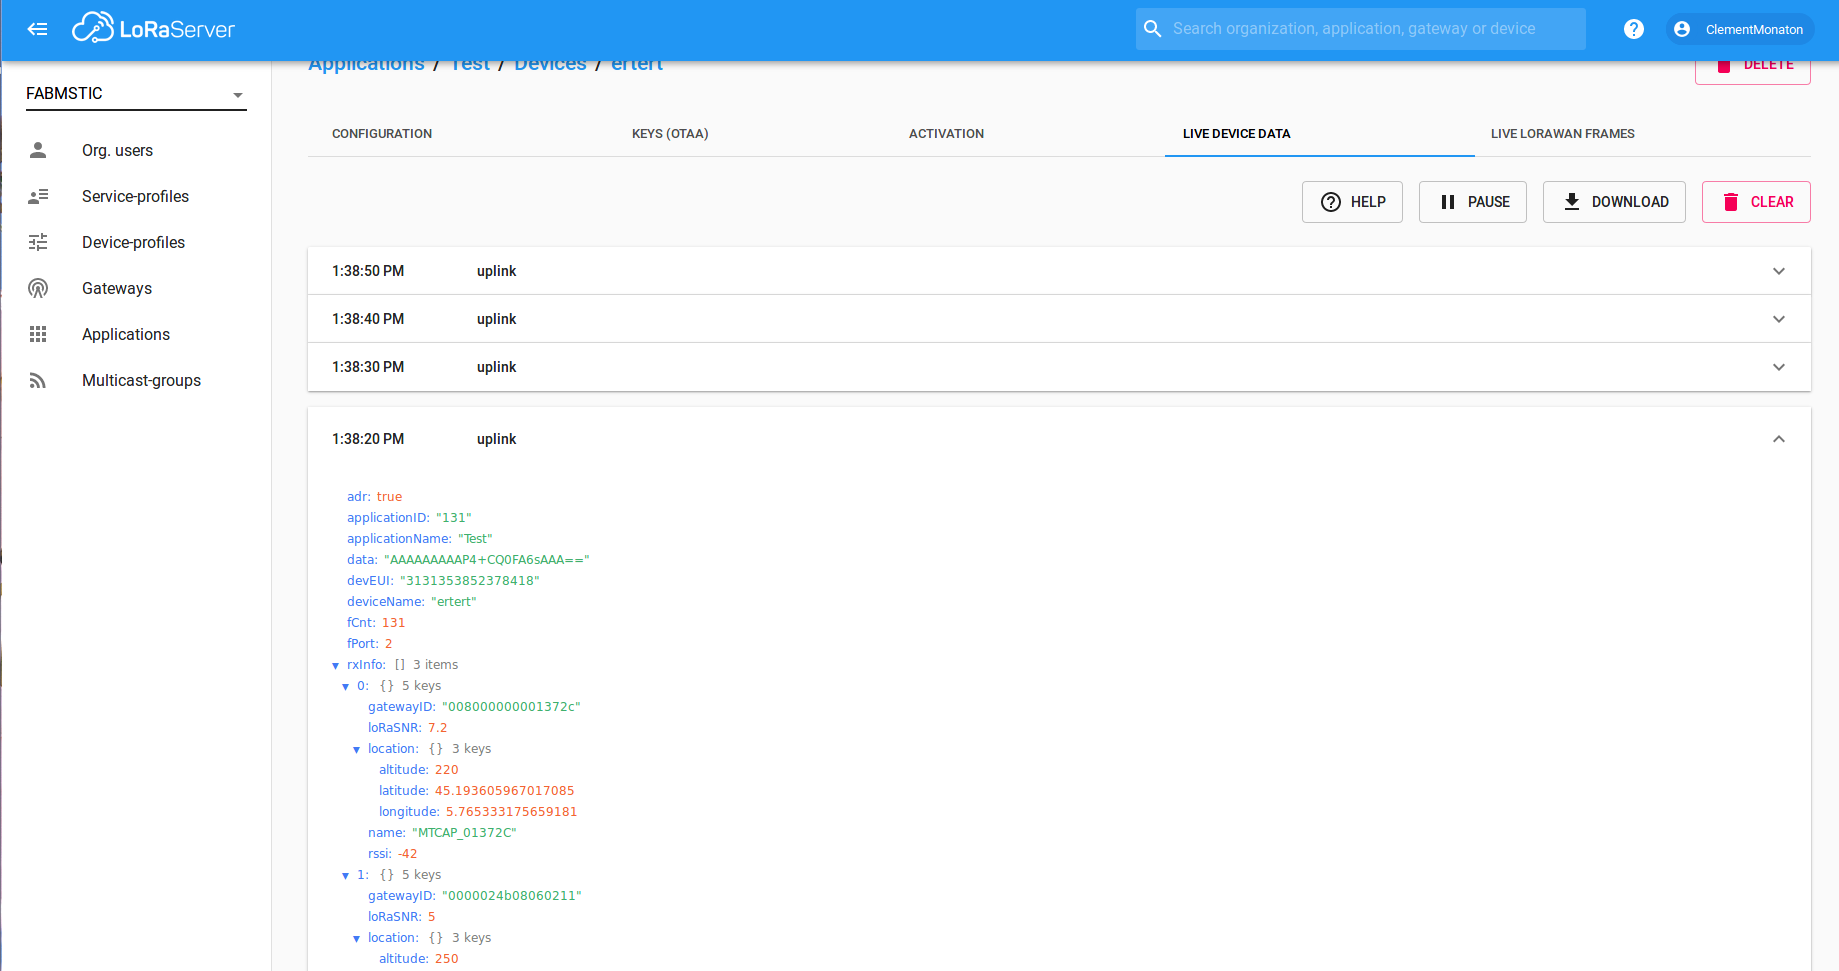 LoRaServer
Search organization, application, gateway or device
ClementMonaton
Applications / Test / Devices / ertert
DELETE
FABMSTIC
Org. users
Service-profiles
Device-profiles
Gateways
Applications
Multicast-groups
CONFIGURATION KEYS (OTAA) ACTIVATION LIVE DEVICE DATA LIVE LORAWAN FRAMES
HELP PAUSE DOWNLOAD CLEAR
1:38:50 PM uplink
1:38:40 PM uplink
1:38:30 PM uplink
1:38:20 PM uplink
adr: true
applicationID: "131"
applicationName: "Test"
data: "AAAAAAAAAP4+CQ0FA6sAAA=="
devEUI: "3131353852378418"
deviceName: "ertert"
fCnt: 131
fPort: 2
rxInfo: [] 3 items
0: {} 5 keys
gatewayID: "008000000001372c"
loRaSNR: 7.2
location: {} 3 keys
altitude: 220
latitude: 45.193605967017085
longitude: 5.765333175659181
name: "MTCAP_01372C"
rssi: -42
1: {} 5 keys
gatewayID: "0000024b08060211"
loRaSNR: 5
location: {} 3 keys
altitude: 250